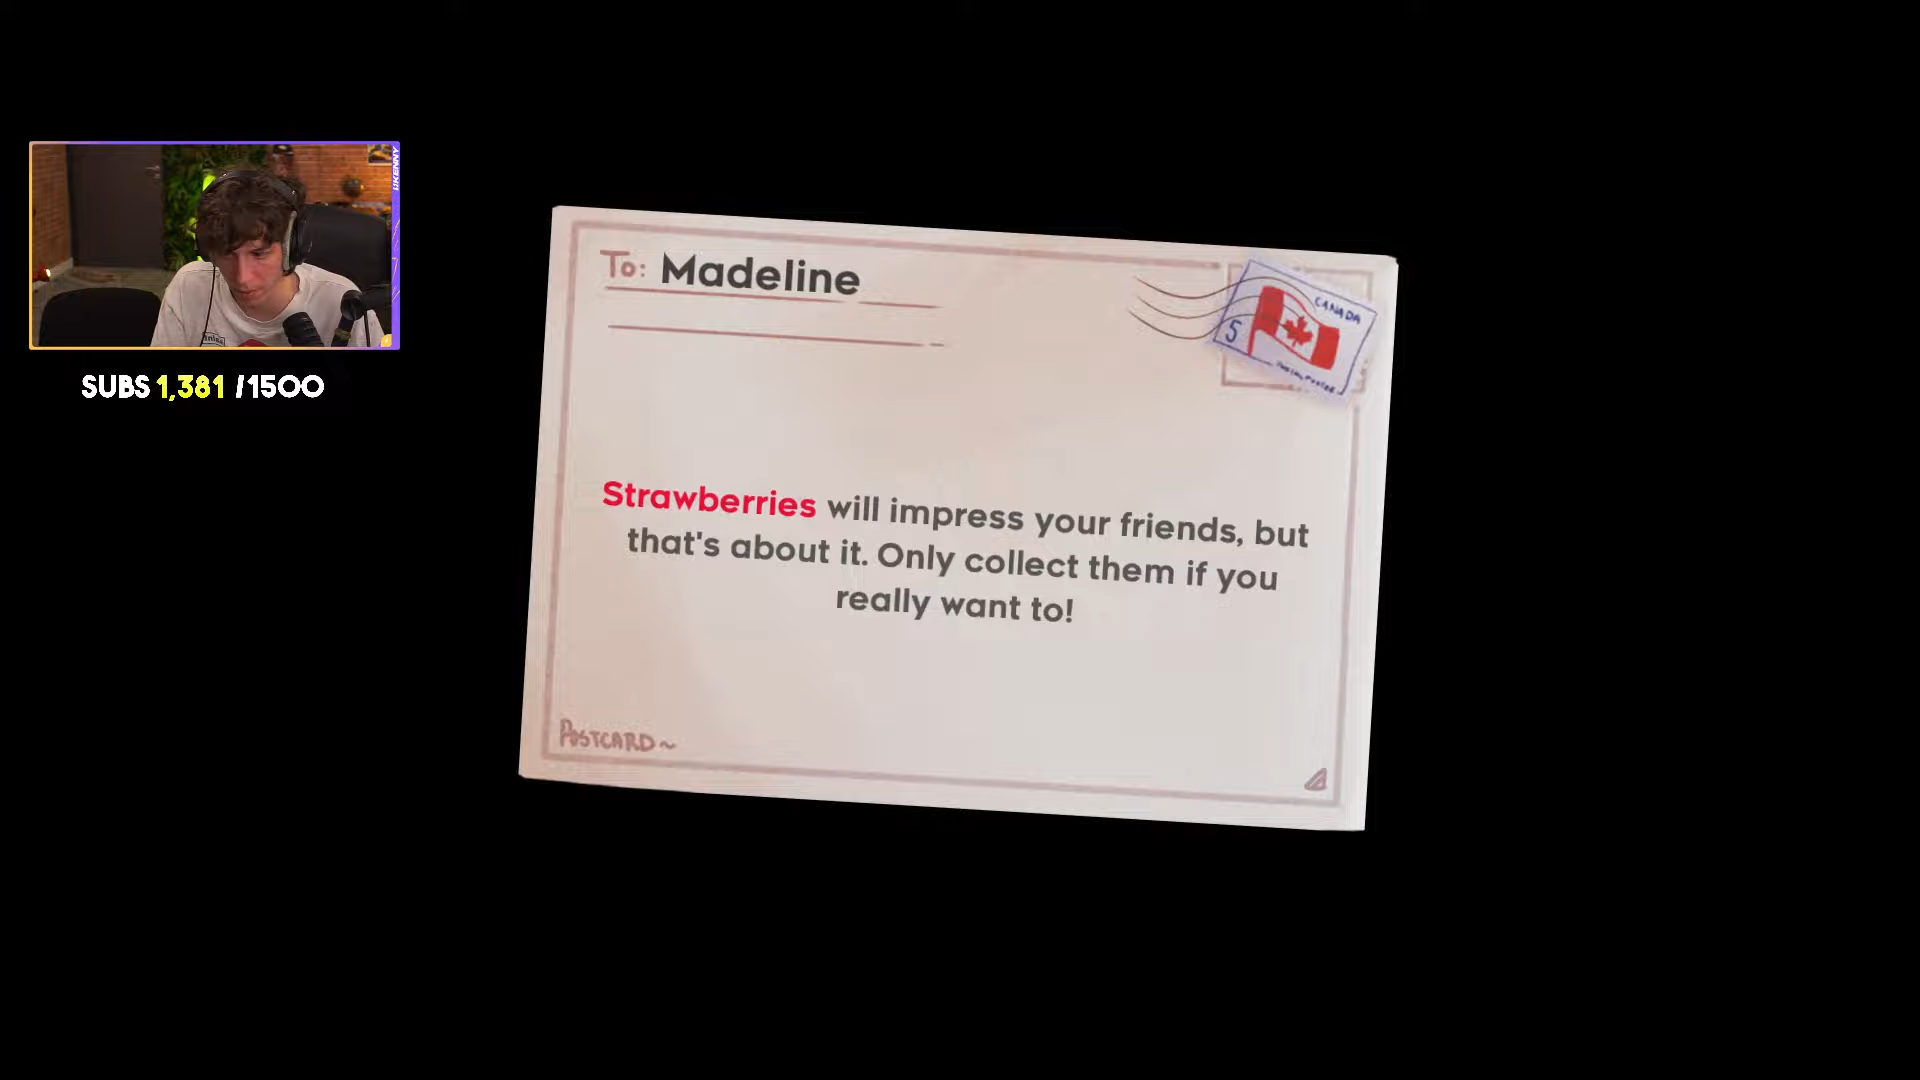 UKENNY
SUBS 1,381 /1500
To: Madeline
CANADA
5
Strawberries will impress your friends, but
that's about it. Only collect them if you
really want to!
POSTCARD~